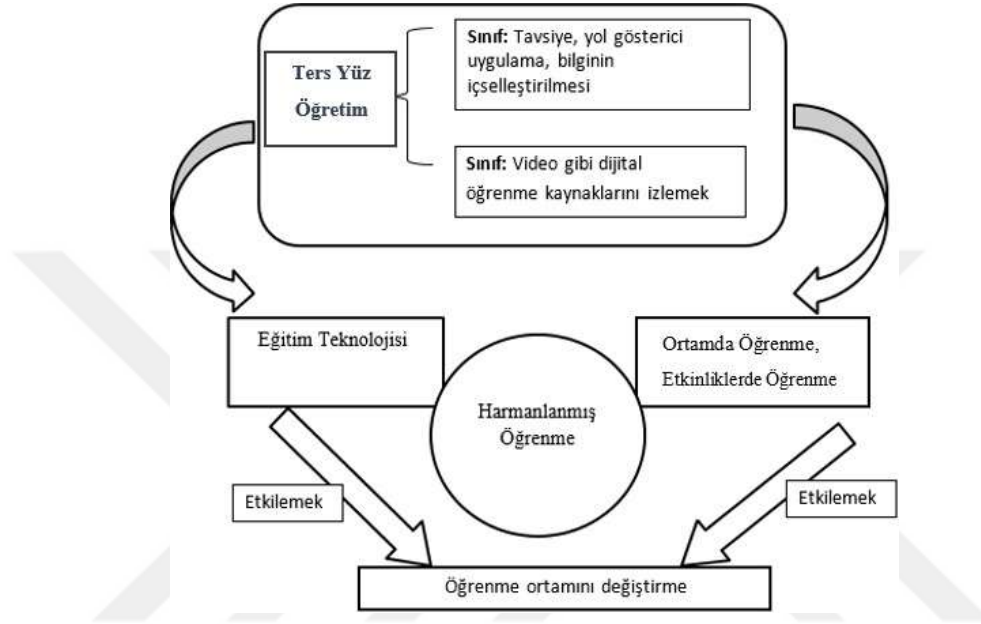 Ters Yüz
Öğretim
Sınıf: Tavsiye, yol gösterici
uygulama, bilginin
içselleştirilmesi
Sınıf: Video gibi dijital
öğrenme kaynaklarını izlemek
Eğitim Teknolojisi
Harmanlanmış
Öğrenme
Ortamda Öğrenme,
Etkinliklerde Öğrenme
Etkilemek
Etkilemek
Öğrenme ortamını değiştirme